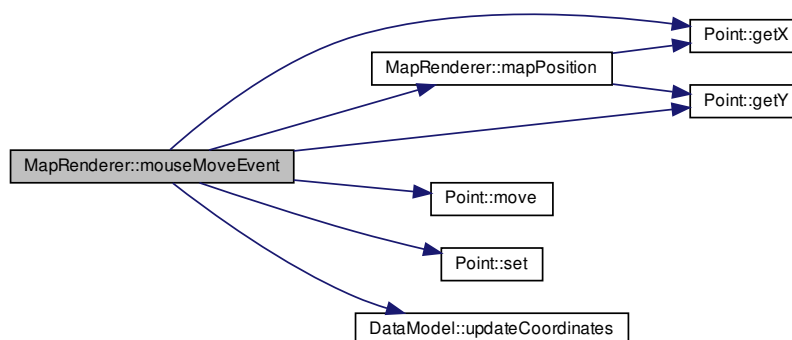 Point::getX
MapRenderer::mapPosition
Point::getY
MapRenderer::mouseMoveEvent
Point::move
Point::set
DataModel::updateCoordinates